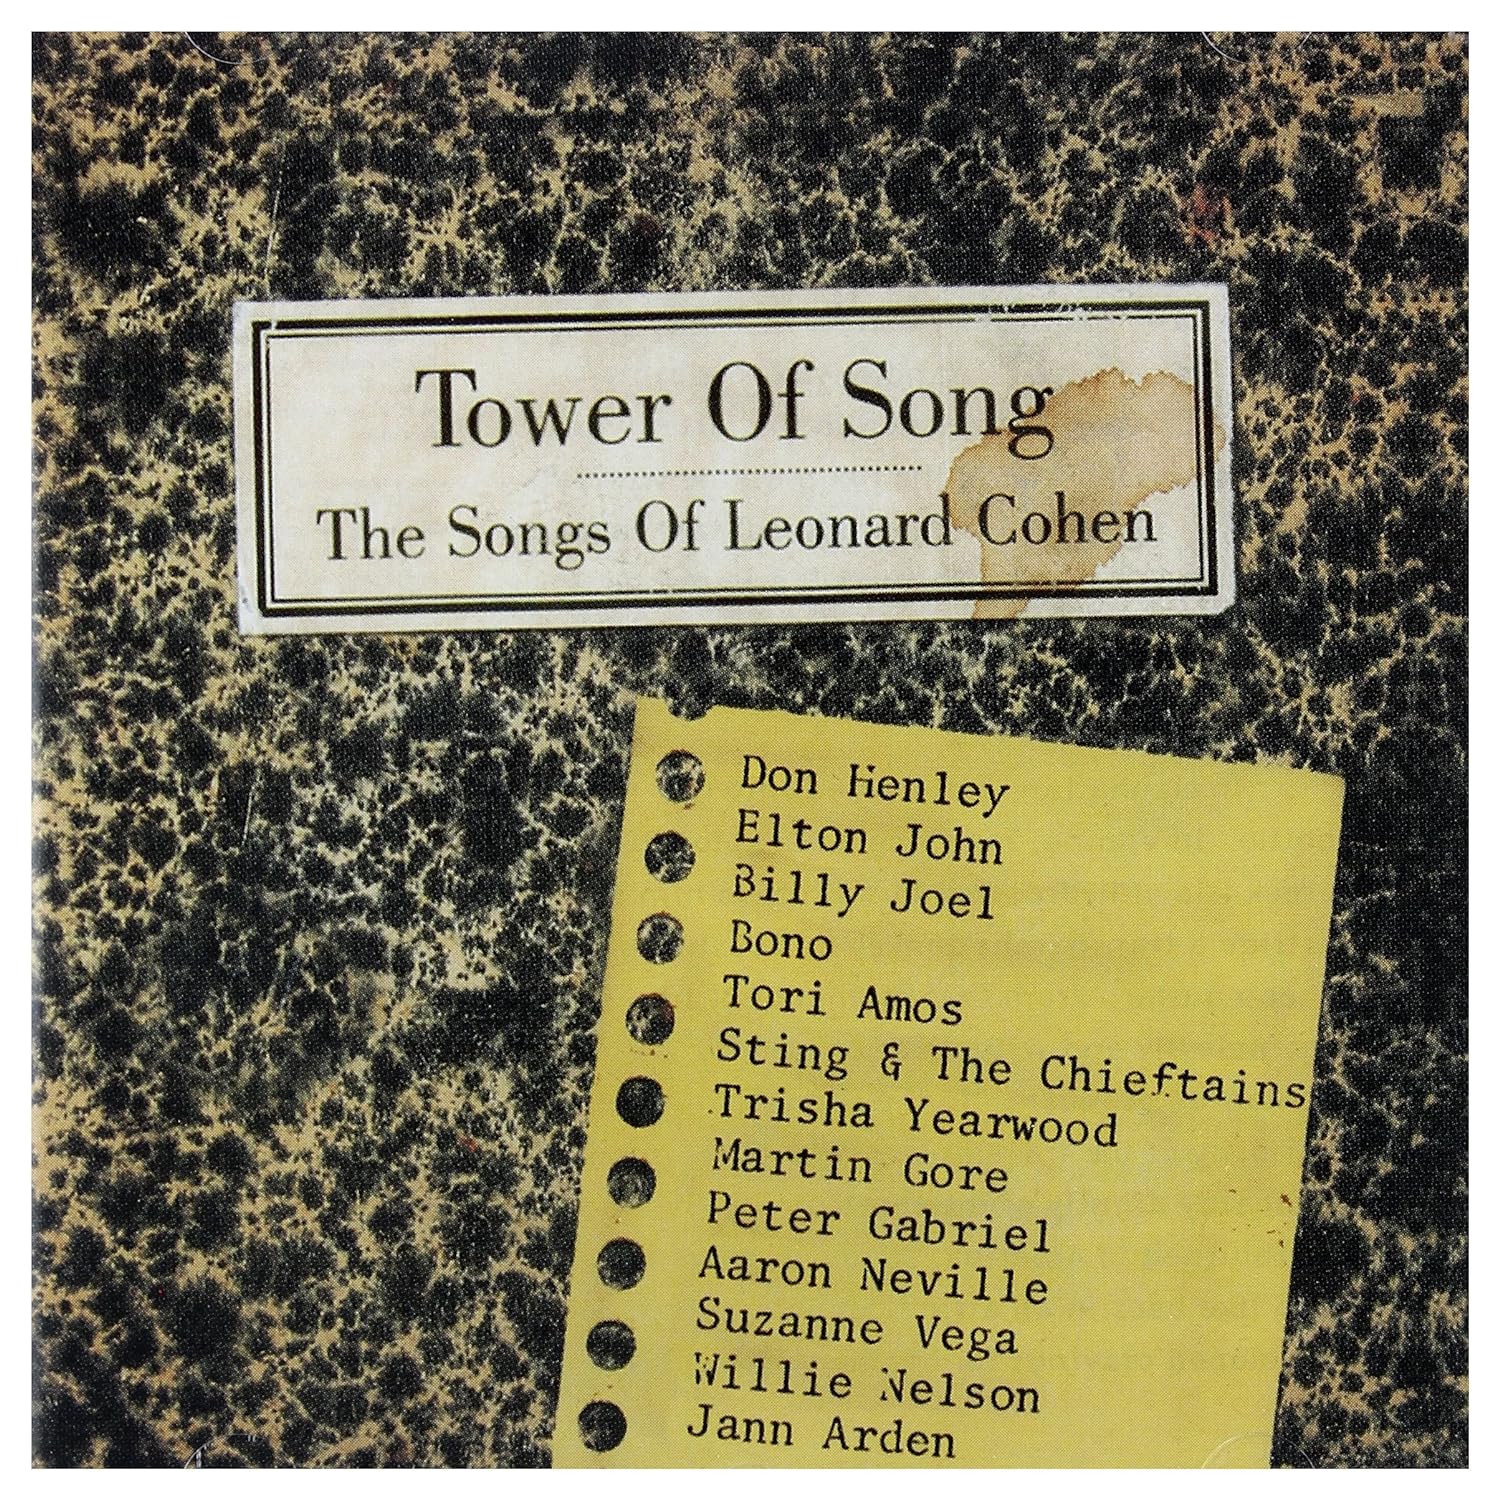 Tower Of Song
The Songs Of Leonard Cohen
Don Henley
Elton John
Billy Joel
Bono
Tori Amos
Sting & The Chieftains
Trisha Yearwood
Martin Gore
Peter Gabriel
Aaron Neville
Suzanne Vega
Willie Nelson
Jann Arden